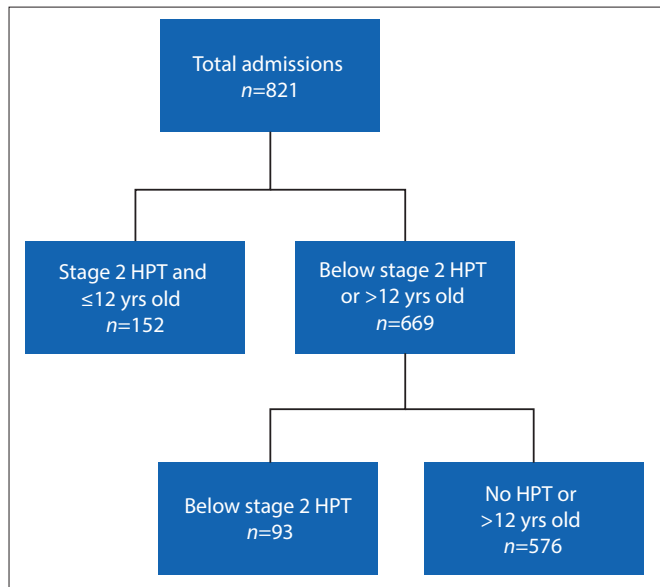 Total admissions
n=821
Stage 2 HPT and
≤12 yrs old
n=152
Below stage 2 HPT
or >12 yrs old
n=669
Below stage 2 HPT
n=93
No HPT or
>12 yrs old
n=576